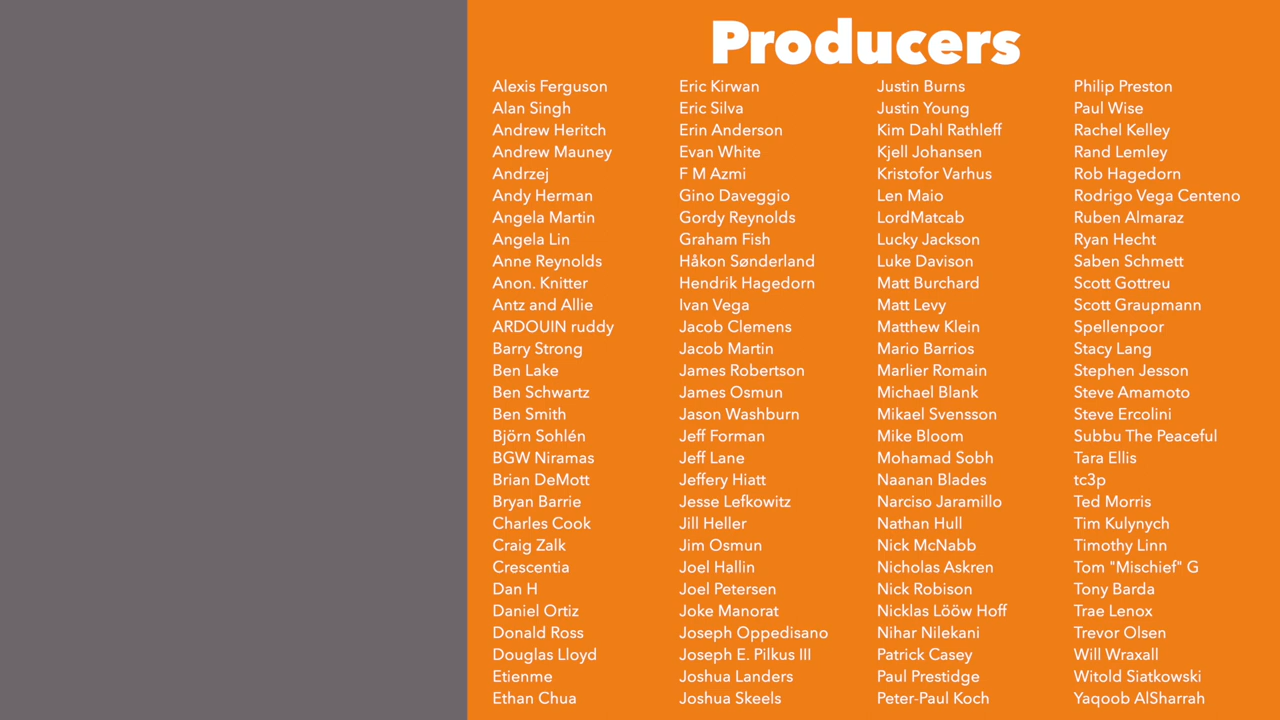 Producers
Alexis Ferguson
Alan Singh
Andrew Heritch
Andrew Mauney
Andrzej
Andy Herman
Angela Martin
Angela Lin
Anne Reynolds
Anon. Knitter
Antz and Allie
ARDOUIN ruddy
Barry Strong
Ben Lake
Ben Schwartz
Ben Smith
Björn Sohlén
BGW Niramas
Brian DeMott
Bryan Barrie
Charles Cook
Craig Zalk
Crescentia
Dan H
Daniel Ortiz
Donald Ross
Douglas Lloyd
Etienme
Ethan Chua
Eric Kirwan
Eric Silva
Erin Anderson
Evan White
F M Azmi
Gino Daveggio
Gordy Reynolds
Graham Fish
Håkon Sønderland
Hendrik Hagedorn
Ivan Vega
Jacob Clemens
Jacob Martin
James Robertson
James Osmun
Jason Washburn
Jeff Forman
Jeff Lane
Jeffery Hiatt
Jesse Lefkowitz
Jill Heller
Jim Osmun
Joel Hallin
Joel Petersen
Joke Manorat
Joseph Oppedisano
Joseph E. Pilkus III
Joshua Landers
Joshua Skeels
Justin Burns
Justin Young
Kim Dahl Rathleff
Kjell Johansen
Kristofor Varhus
Len Maio
LordMatcab
Lucky Jackson
Luke Davison
Matt Burchard
Matt Levy
Matthew Klein
Mario Barrios
Marlier Romain
Michael Blank
Mikael Svensson
Mike Bloom
Mohamad Sobh
Naanan Blades
Narciso Jaramillo
Nathan Hull
Nick McNabb
Nicholas Askren
Nick Robison
Nicklas Lööw Hoff
Nihar Nilekani
Patrick Casey
Paul Prestidge
Peter-Paul Koch
Philip Preston
Paul Wise
Rachel Kelley
Rand Lemley
Rob Hagedorn
Rodrigo Vega Centeno
Ruben Almaraz
Ryan Hecht
Saben Schmett
Scott Gottreu
Scott Graupmann
Spellenpoor
Stacy Lang
Stephen Jesson
Steve Amamoto
Steve Ercolini
Subbu The Peaceful
Tara Ellis
tc3p
Ted Morris
Tim Kulynych
Timothy Linn
Tom "Mischief" G
Tony Barda
Trae Lenox
Trevor Olsen
Will Wraxall
Witold Siatkowski
Yaqoob AlSharrah